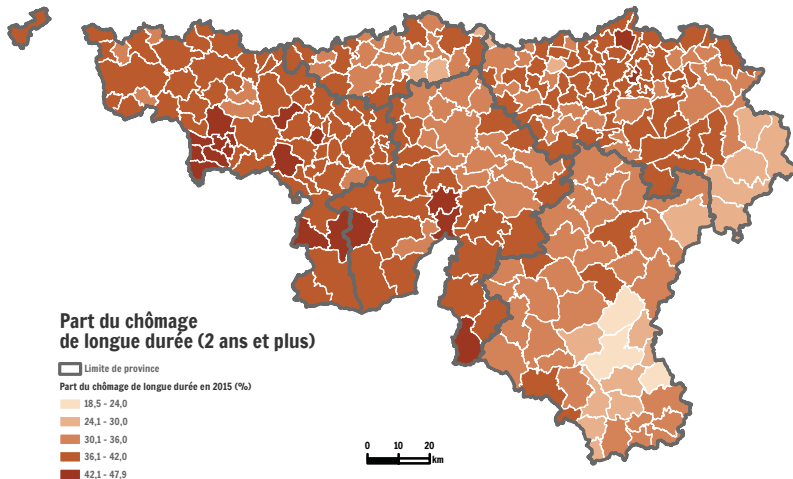 Part du chômage
de longue durée (2 ans et plus)
Limite de province
Part du chômage de longue durée en 2015 (%)
18,5 - 24,0
24,1 - 30,0
30,1 - 36,0
36,1 - 42,0
42,1 - 47,9
0 10 20
km